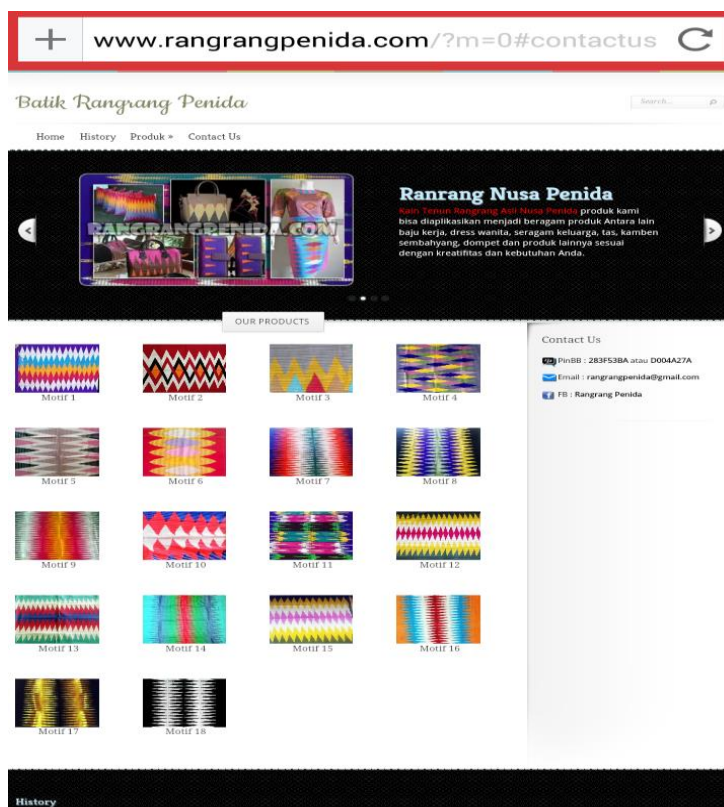 www.rangrangpenida.com/?m=0#contactus
Batik Rangrang Penida
Search...
Home History Produk » Contact Us
RANGRANGPENIDA.COM
Ranrang Nusa Penida
Kain Tenun Rangrang Asli Nusa Penida produk kami
bisa diaplikasikan menjadi beragam produk Antara lain
baju kerja, dress wanita, seragam keluarga, tas, kamben
sembahyang, dompet dan produk lainnya sesuai
dengan kreatifitas dan kebutuhan Anda.
OUR PRODUCTS
Motif 1 Motif 2 Motif 3 Motif 4
Motif 5 Motif 6 Motif 7 Motif 8
Motif 9 Motif 10 Motif 11 Motif 12
Motif 13 Motif 14 Motif 15 Motif 16
Motif 17 Motif 18
Contact Us
PinBB : 283F53BA atau D004A27A
Email : rangrangpenida@gmail.com
FB : Rangrang Penida
History